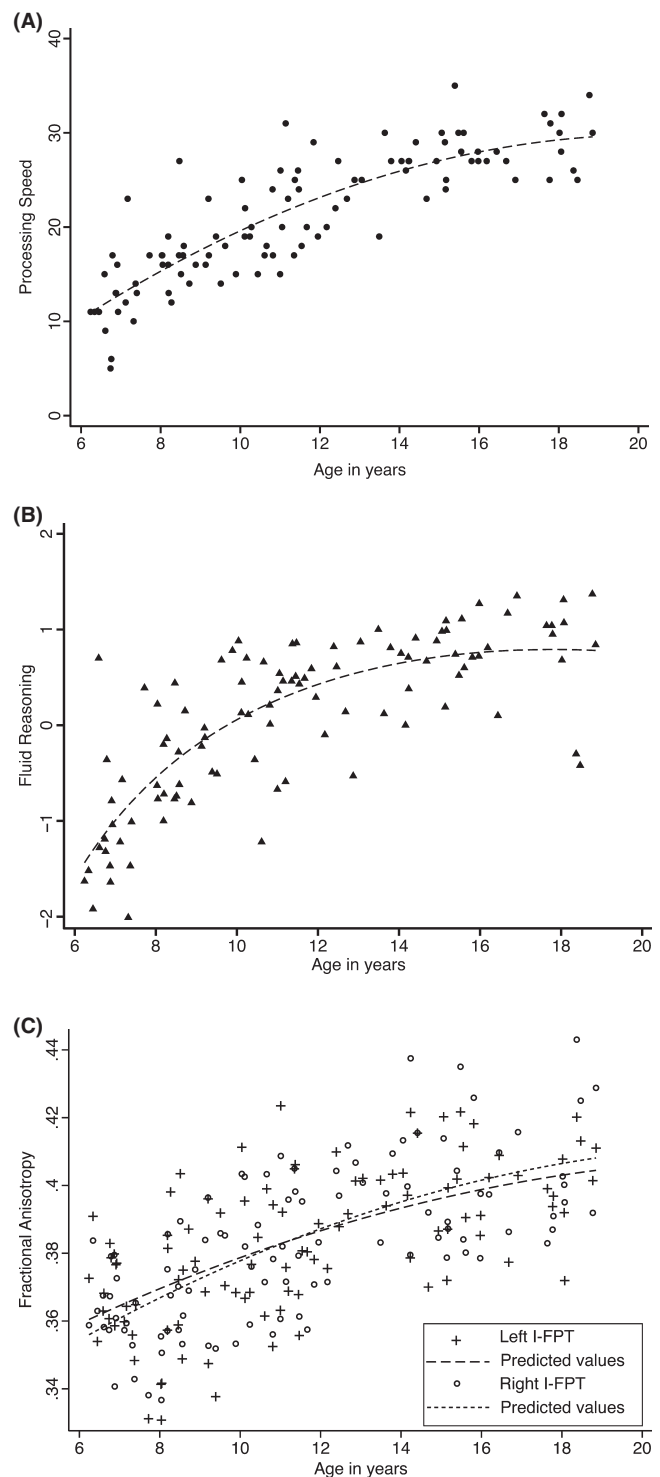 (A)
Processing Speed
40
30
20
10
0
6 8 10 12 14 16 18 20
Age in years
(B)
Fluid Reasoning
2
1
0
−1
−2
6 8 10 12 14 16 18 20
Age in years
(C)
Fractional Anisotropy
.44
.42
.4
.38
.36
.34
Left I-FPT
Predicted values
Right I-FPT
Predicted values
6 8 10 12 14 16 18 20
Age in years